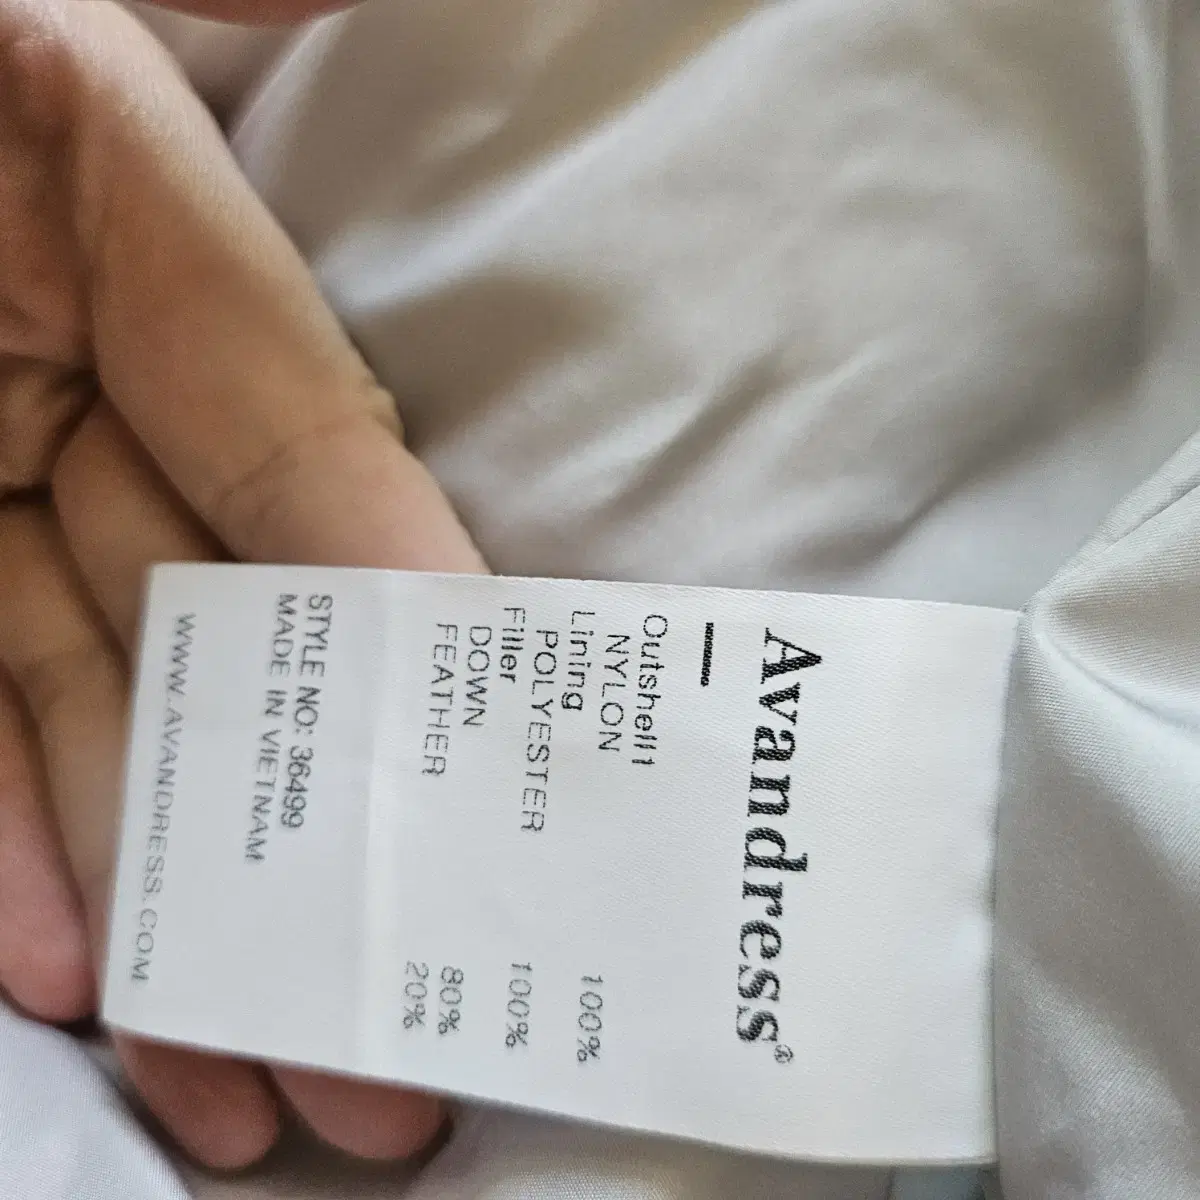 Avandress®
Outshell1
NYLON 100%
Lining
POLYESTER 100%
Filler
DOWN 80%
FEATHER 20%
STYLE NO: 36499
MADE IN VIETNAM
WWW.AVANDRESS.COM